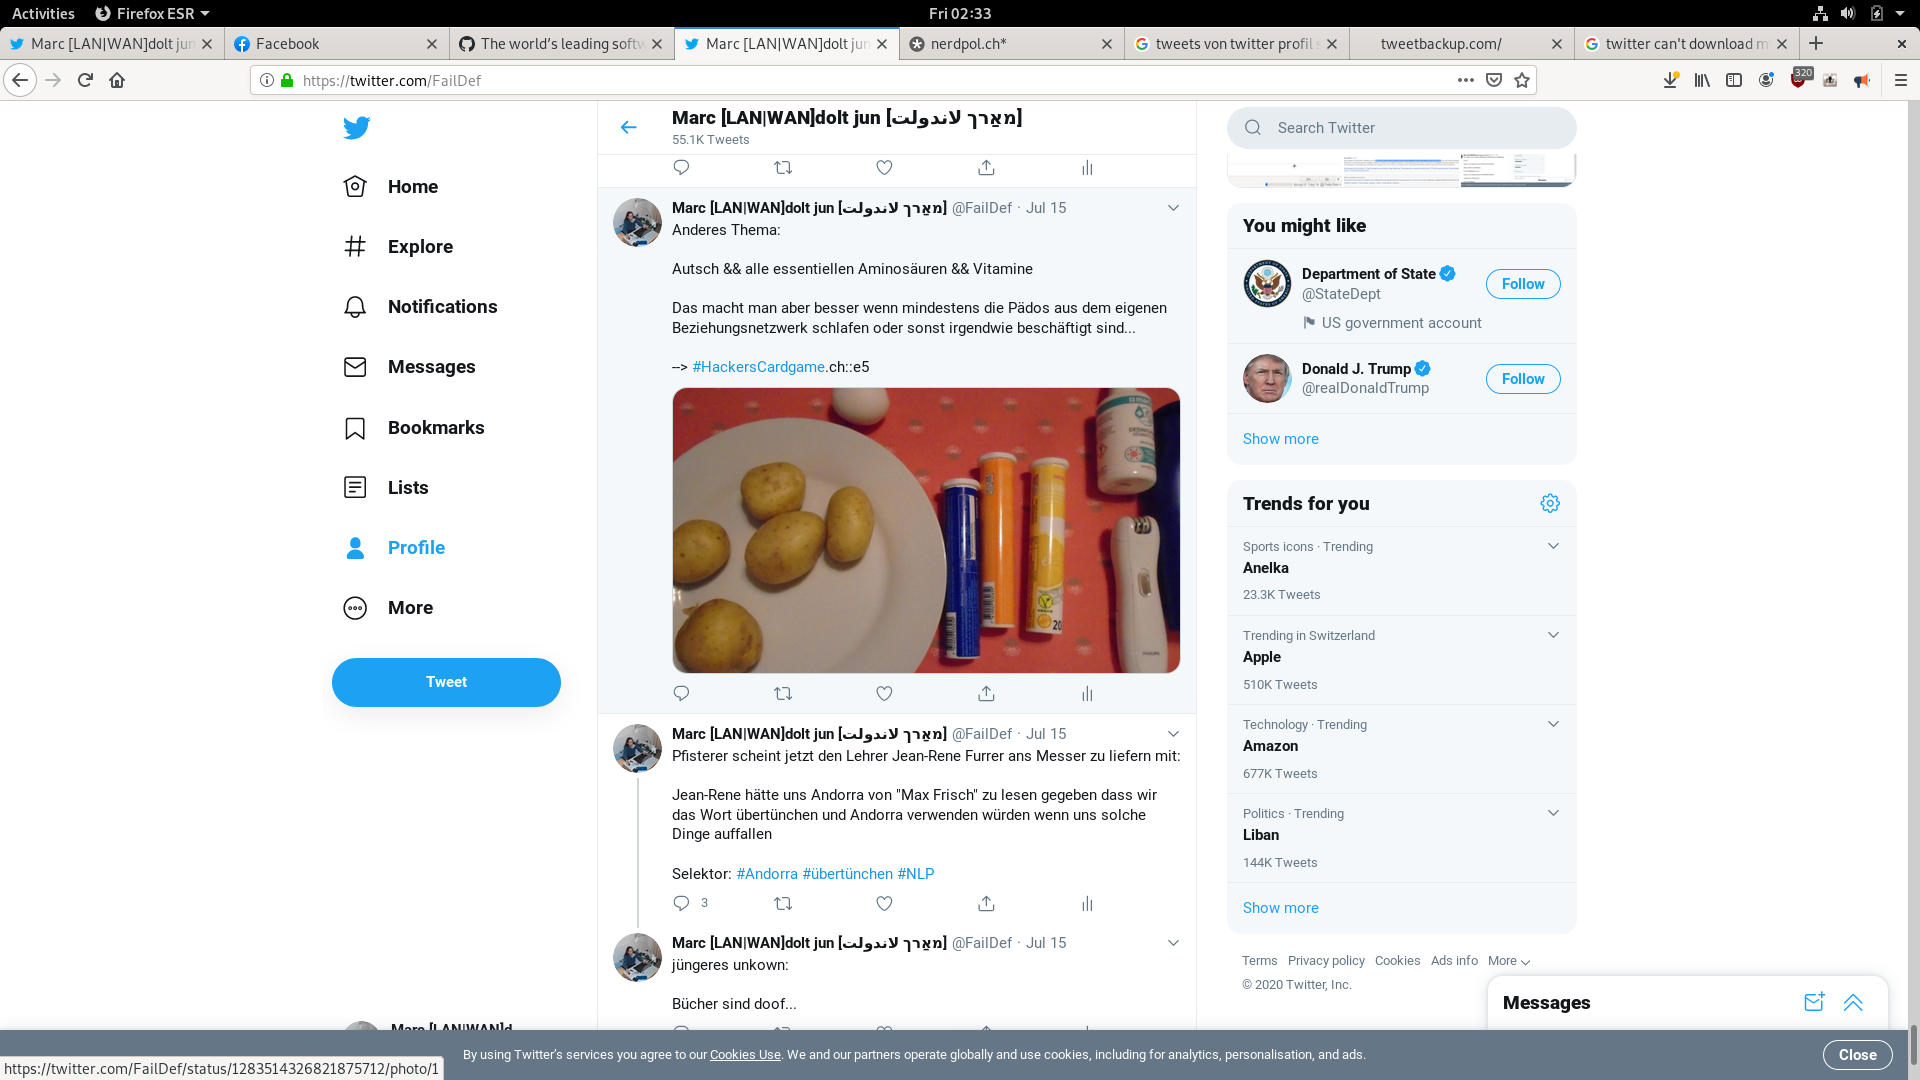 Activities
Firefox ESR
Fri 02:33
Marc [LAN|WAN]dolt jun
Facebook
The world's leading softw
Marc [LAN|WAN]dolt jun
nerdpol.ch*
tweets von twitter profil s
tweetbackup.com/
twitter can't download m
https://twitter.com/FailDef
320
Home
Explore
Notifications
Messages
Bookmarks
Lists
Profile
More
Tweet
Marc [LAN|WAN]d
Marc [LAN|WAN]dolt jun [מאַרך لاندولت]
55.1K Tweets
Marc [LAN|WAN]dolt jun [מאַרך لاندولت] @FailDef · Jul 15
Anderes Thema:
Autsch && alle essentiellen Aminosäuren && Vitamine
Das macht man aber besser wenn mindestens die Pädos aus dem eigenen
Beziehungsnetzwerk schlafen oder sonst irgendwie beschäftigt sind...
--> #HackersCardgame.ch::e5
20
PHILIPS
Marc [LAN|WAN]dolt jun [מאַרך لاندولت] @FailDef · Jul 15
Pfisterer scheint jetzt den Lehrer Jean-Rene Furrer ans Messer zu liefern mit:
Jean-Rene hätte uns Andorra von "Max Frisch" zu lesen gegeben dass wir
das Wort übertünchen und Andorra verwenden würden wenn uns solche
Dinge auffallen
Selektor: #Andorra #übertünchen #NLP
3
Marc [LAN|WAN]dolt jun [מאַרך لاندولت] @FailDef · Jul 15
jüngeres unkown:
Bücher sind doof...
Search Twitter
You might like
Department of State
@StateDept
US government account
Follow
Donald J. Trump
@realDonaldTrump
Follow
Show more
Trends for you
Sports icons · Trending
Anelka
23.3K Tweets
Trending in Switzerland
Apple
510K Tweets
Technology · Trending
Amazon
677K Tweets
Politics · Trending
Liban
144K Tweets
Show more
Terms Privacy policy Cookies Ads info More
© 2020 Twitter, Inc.
Messages
By using Twitter's services you agree to our Cookies Use. We and our partners operate globally and use cookies, including for analytics, personalisation, and ads.
Close
https://twitter.com/FailDef/status/1283514326821875712/photo/1